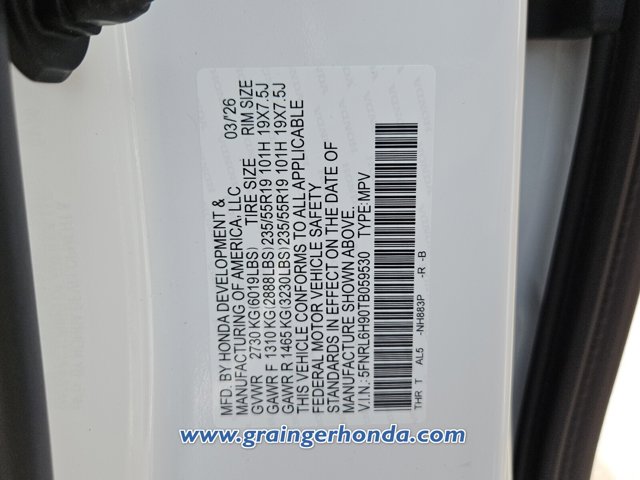 MFD. BY HONDA DEVELOPMENT &
MANUFACTURING OF AMERICA, LLC 03/'26
GVWR 2730 KG(6019LBS) TIRE SIZE RIM SIZE
GAWR F 1310 KG(2888LBS)235/55R19 101H 19X7.5J
GAWR R 1465 KG(3230LBS)235/55R19 101H 19X7.5J
THIS VEHICLE CONFORMS TO ALL APPLICABLE
FEDERAL MOTOR VEHICLE SAFETY
STANDARDS IN EFFECT ON THE DATE OF
MANUFACTURE SHOWN ABOVE.
V.I.N.:5FNRL6H90TB059530 TYPE:MPV
THR T AL5 -NH883P -R -B
www.graingerhonda.com